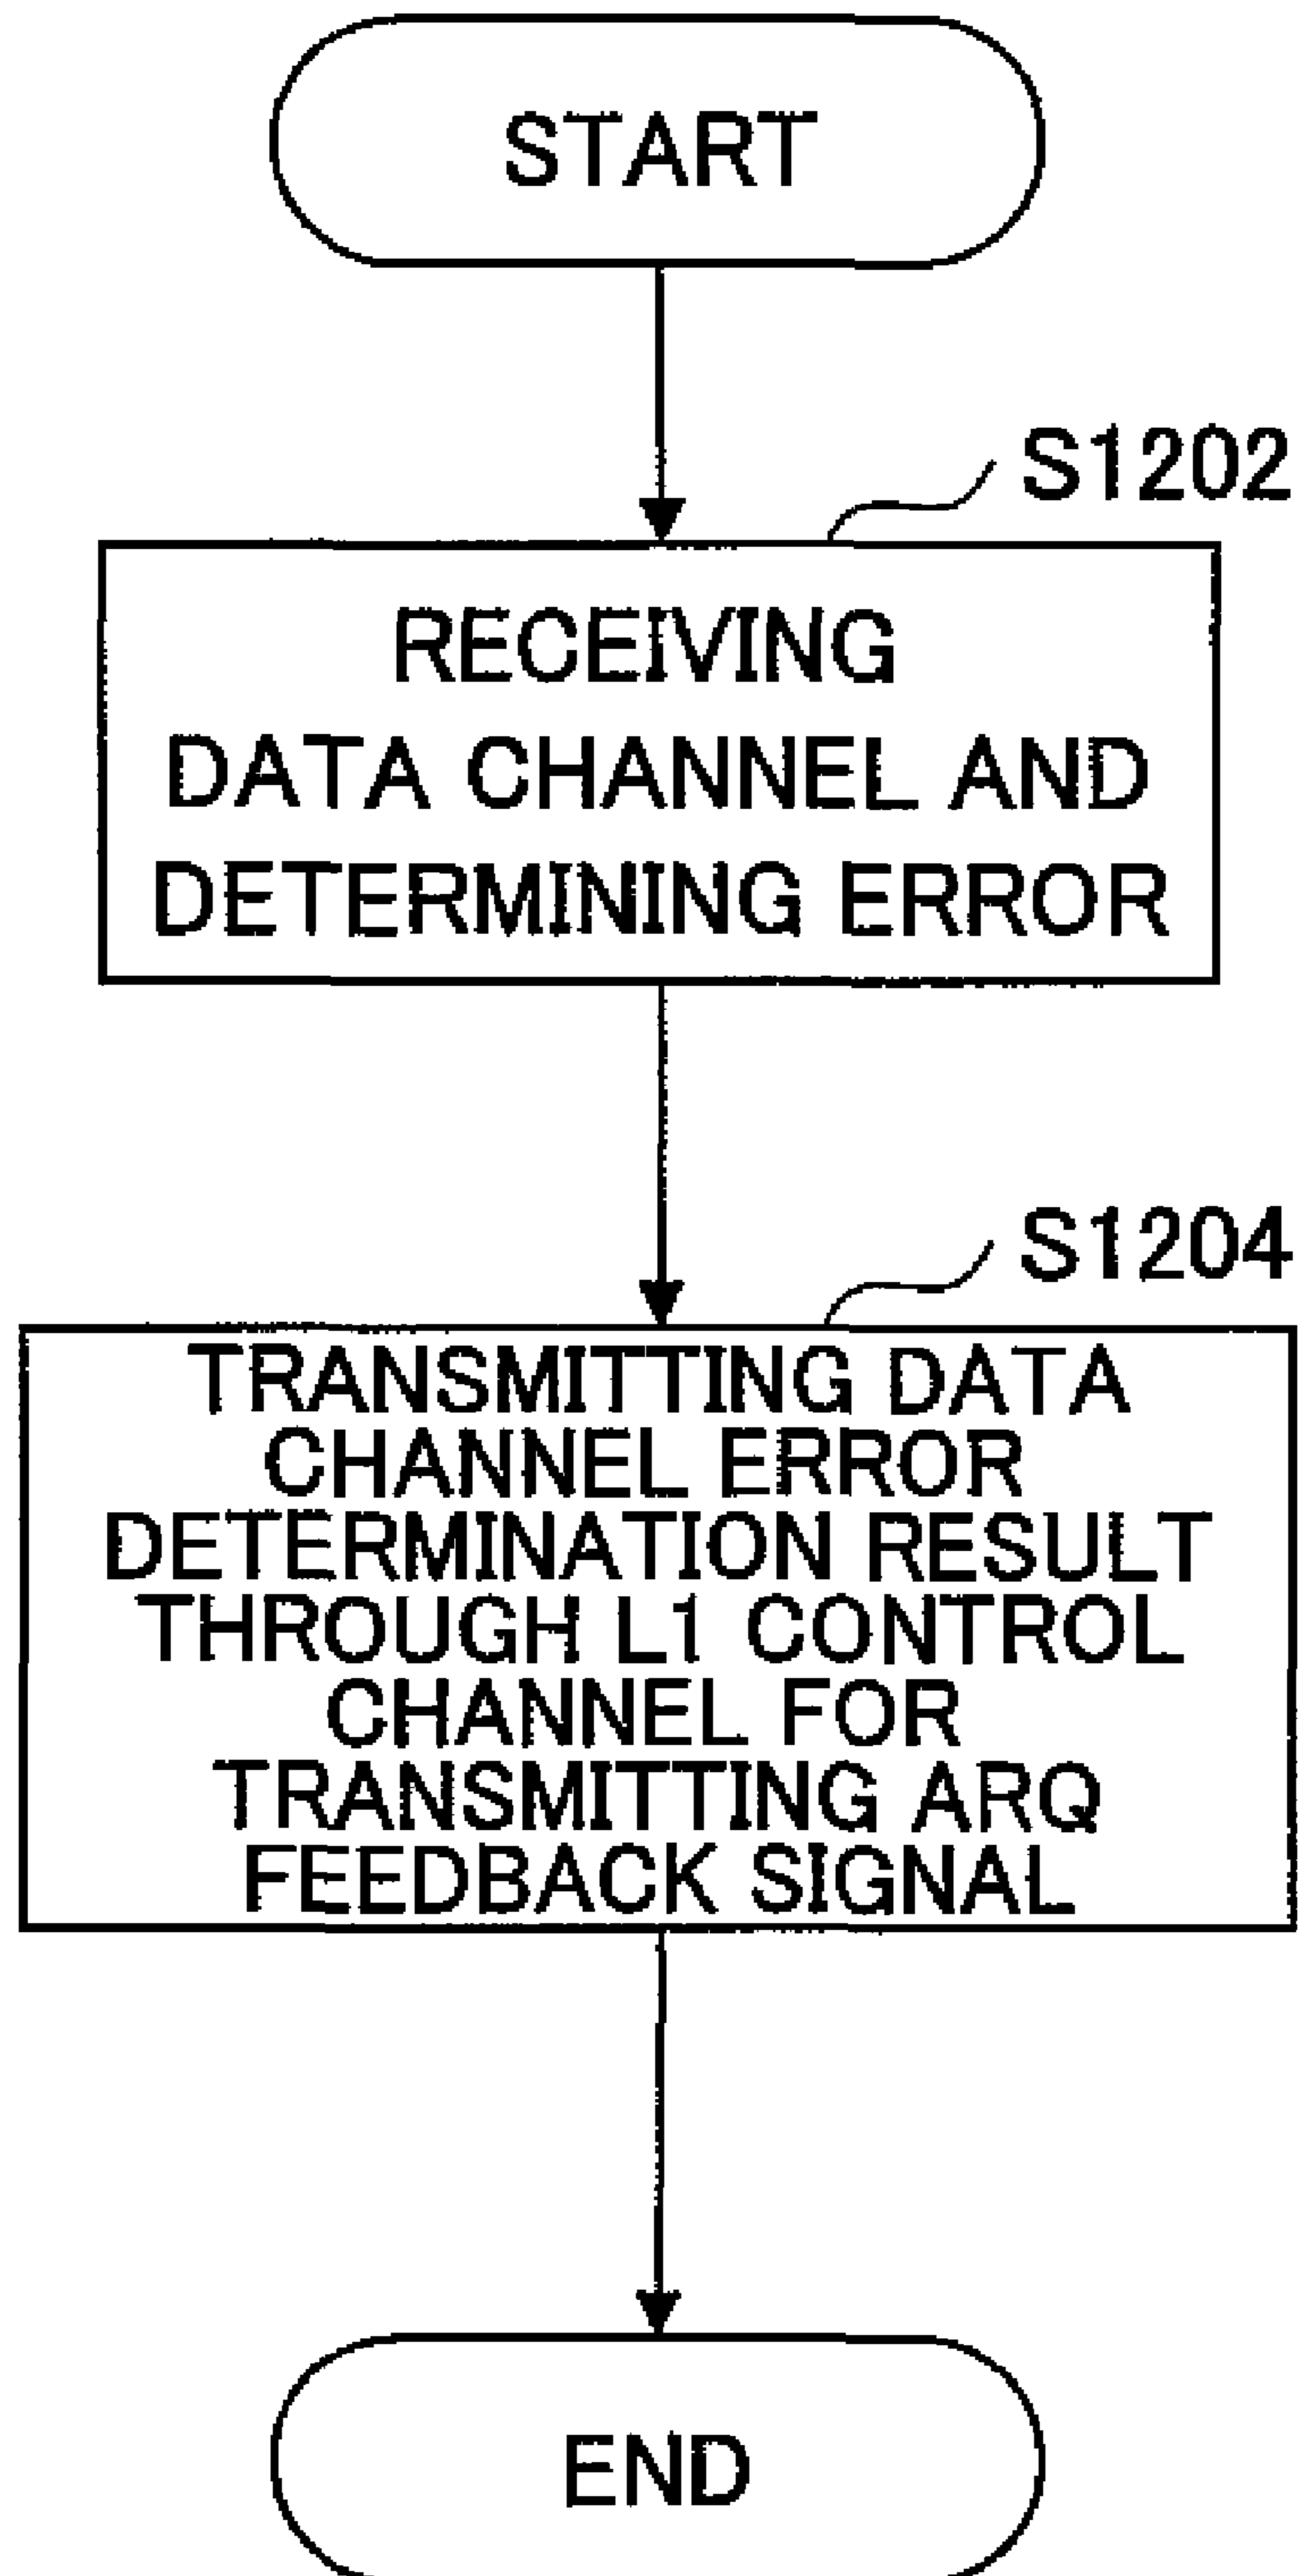 START
S1202
RECEIVING
DATA CHANNEL AND
DETERMINING ERROR
S1204
TRANSMITTING DATA
CHANNEL ERROR
DETERMINATION RESULT
THROUGH L1 CONTROL
CHANNEL FOR
TRANSMITTING ARQ
FEEDBACK SIGNAL
END